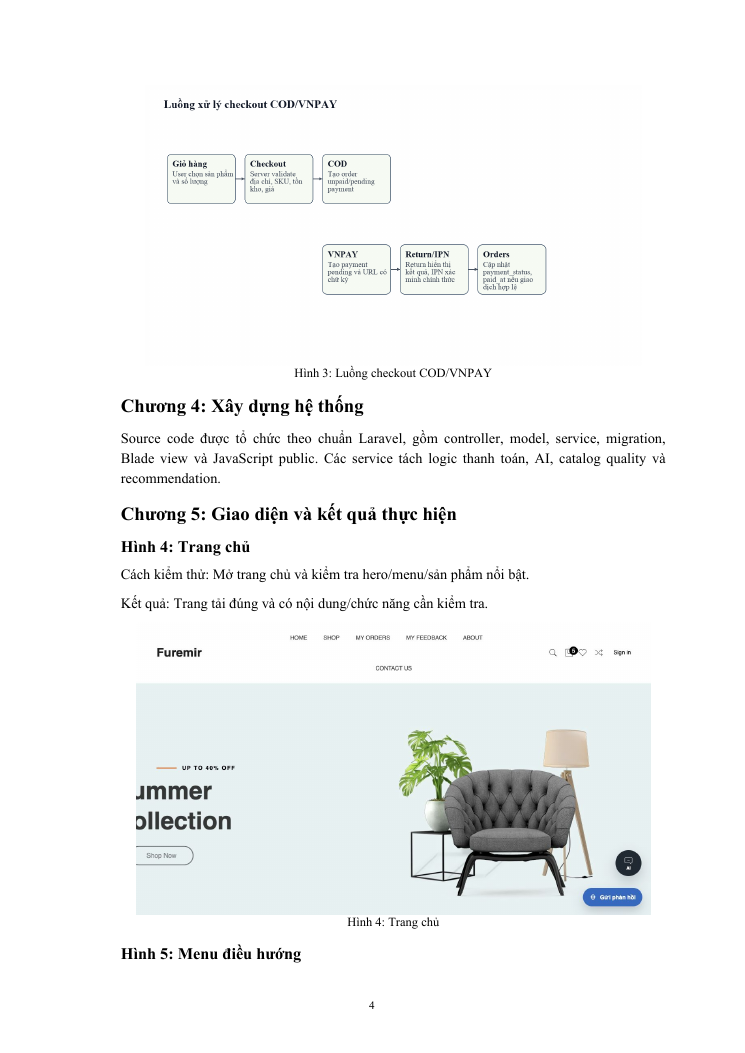 Luồng xử lý checkout COD/VNPAY
Giỏ hàng
User chọn sản phẩm
và số lượng
Checkout
Server validate
địa chỉ, SKU, tồn
kho, giá
COD
Tạo order
unpaid/pending
payment
VNPAY
Tạo payment
pending và URL có
chữ ký
Return/IPN
Return hiển thị
kết quả, IPN xác
minh chính thức
Orders
Cập nhật
payment_status,
paid_at nếu giao
dịch hợp lệ
Hình 3: Luồng checkout COD/VNPAY
Chương 4: Xây dựng hệ thống
Source code được tổ chức theo chuẩn Laravel, gồm controller, model, service, migration,
Blade view và JavaScript public. Các service tách logic thanh toán, AI, catalog quality và
recommendation.
Chương 5: Giao diện và kết quả thực hiện
Hình 4: Trang chủ
Cách kiểm thử: Mở trang chủ và kiểm tra hero/menu/sản phẩm nổi bật.
Kết quả: Trang tải đúng và có nội dung/chức năng cần kiểm tra.
HOME SHOP MY ORDERS MY FEEDBACK ABOUT
Furemir
0
Sign in
CONTACT US
UP TO 40% OFF
ummer
ollection
Shop Now
AI
Gửi phản hồi
Hình 4: Trang chủ
Hình 5: Menu điều hướng
4